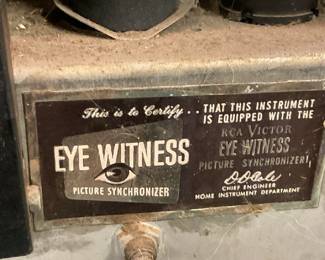 This is to Certify . .
EYE WITNESS
PICTURE SYNCHRONIZER
THAT THIS INSTRUMENT
IS EQUIPPED WITH THE
RCA VICTOR
EYE WITNESS
PICTURE SYNCHRONIZER
CHIEF ENGINEER
HOME INSTRUMENT DEPARTMENT